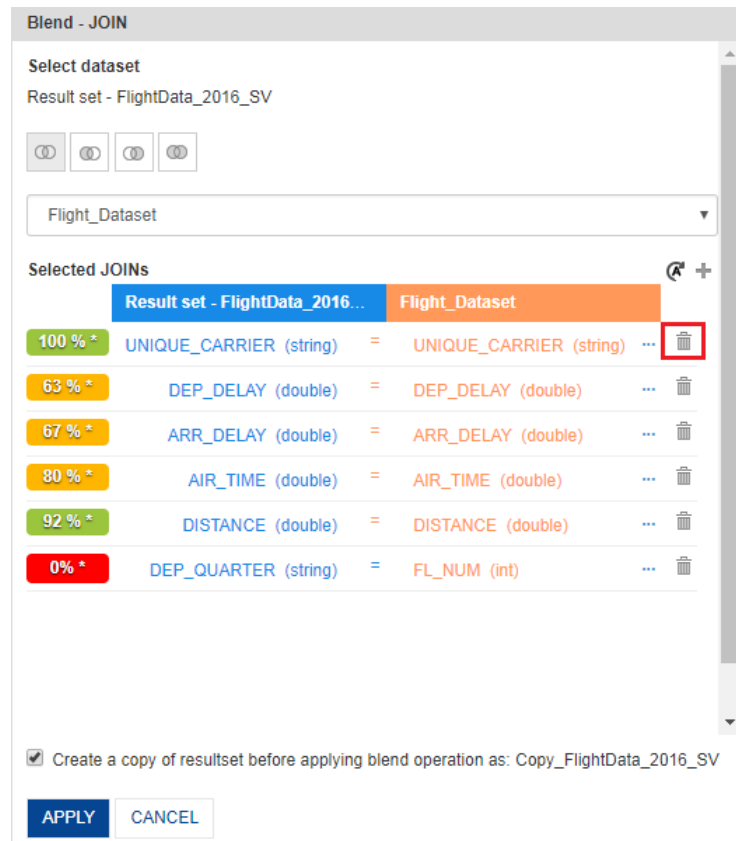 Blend - JOIN
Select dataset
Result set - FlightData_2016_SV
Flight_Dataset
Selected JOINs
Result set - FlightData_2016... Flight_Dataset
100 % * UNIQUE_CARRIER (string) = UNIQUE_CARRIER (string) ...
63 % * DEP_DELAY (double) = DEP_DELAY (double) ...
67 % * ARR_DELAY (double) = ARR_DELAY (double) ...
80 % * AIR_TIME (double) = AIR_TIME (double) ...
92 % * DISTANCE (double) = DISTANCE (double) ...
0% * DEP_QUARTER (string) = FL_NUM (int) ...
Create a copy of resultset before applying blend operation as: Copy_FlightData_2016_SV
APPLY CANCEL